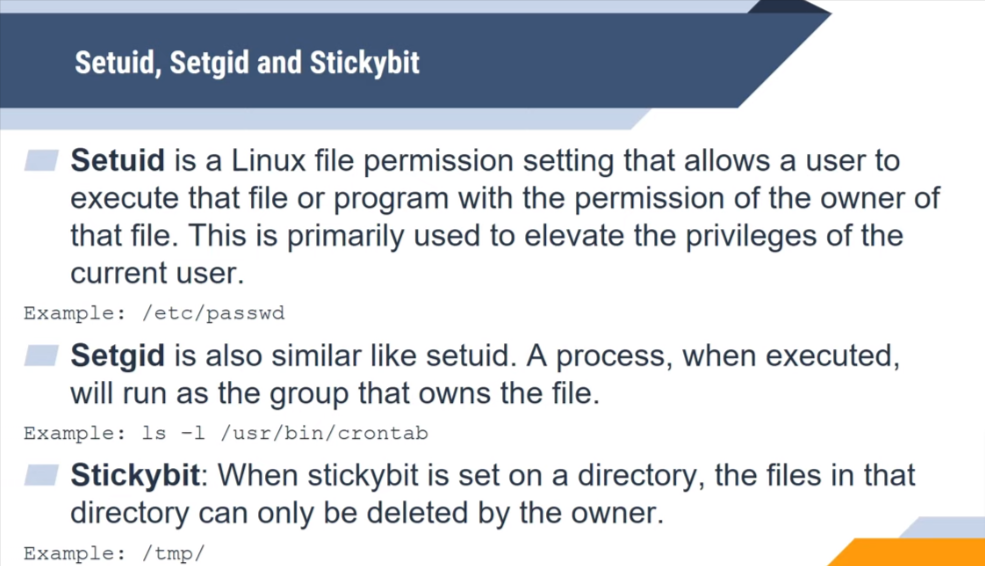 Setuid, Setgid and Stickybit
Setuid is a Linux file permission setting that allows a user to
execute that file or program with the permission of the owner of
that file. This is primarily used to elevate the privileges of the
current user.
Example: /etc/passwd
Setgid is also similar like setuid. A process, when executed,
will run as the group that owns the file.
Example: ls -l /usr/bin/crontab
Stickybit: When stickybit is set on a directory, the files in that
directory can only be deleted by the owner.
Example: /tmp/